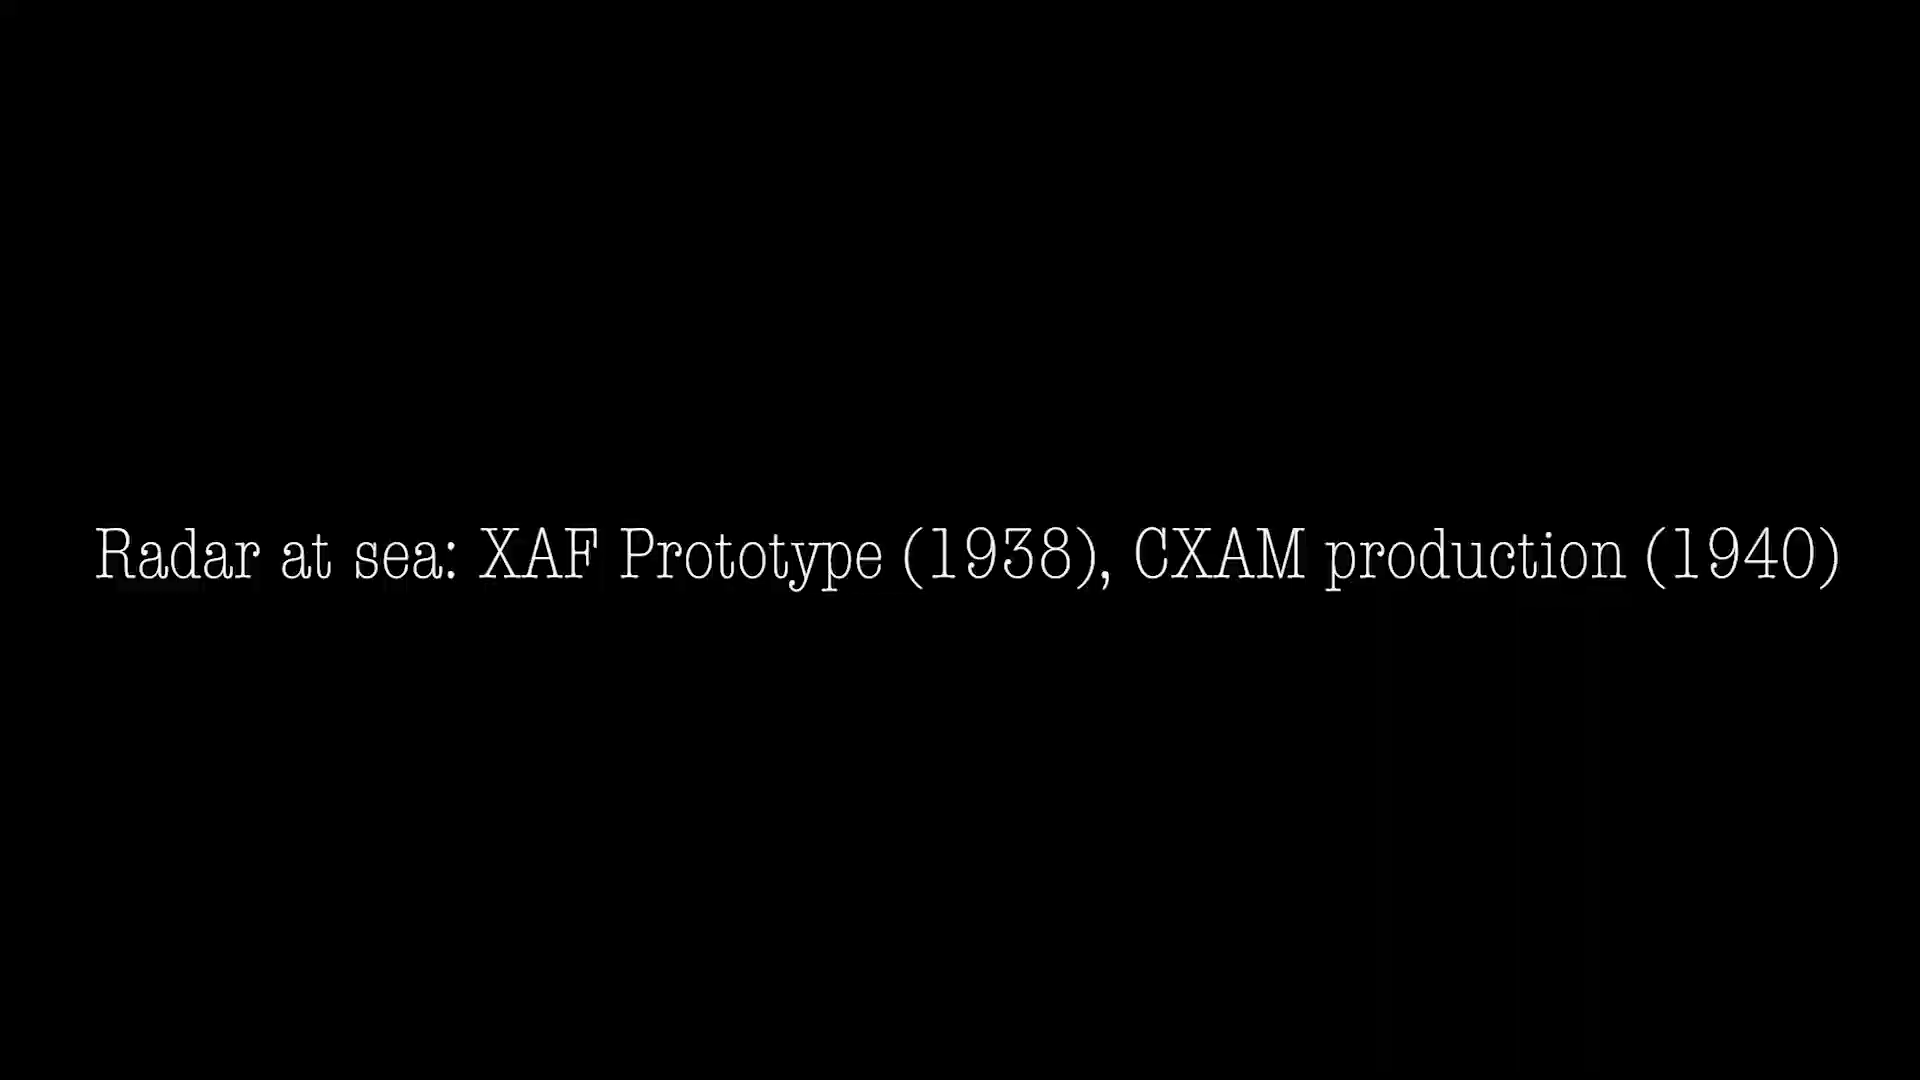 Radar at sea: XAF Prototype (1938), CXAM production (1940)